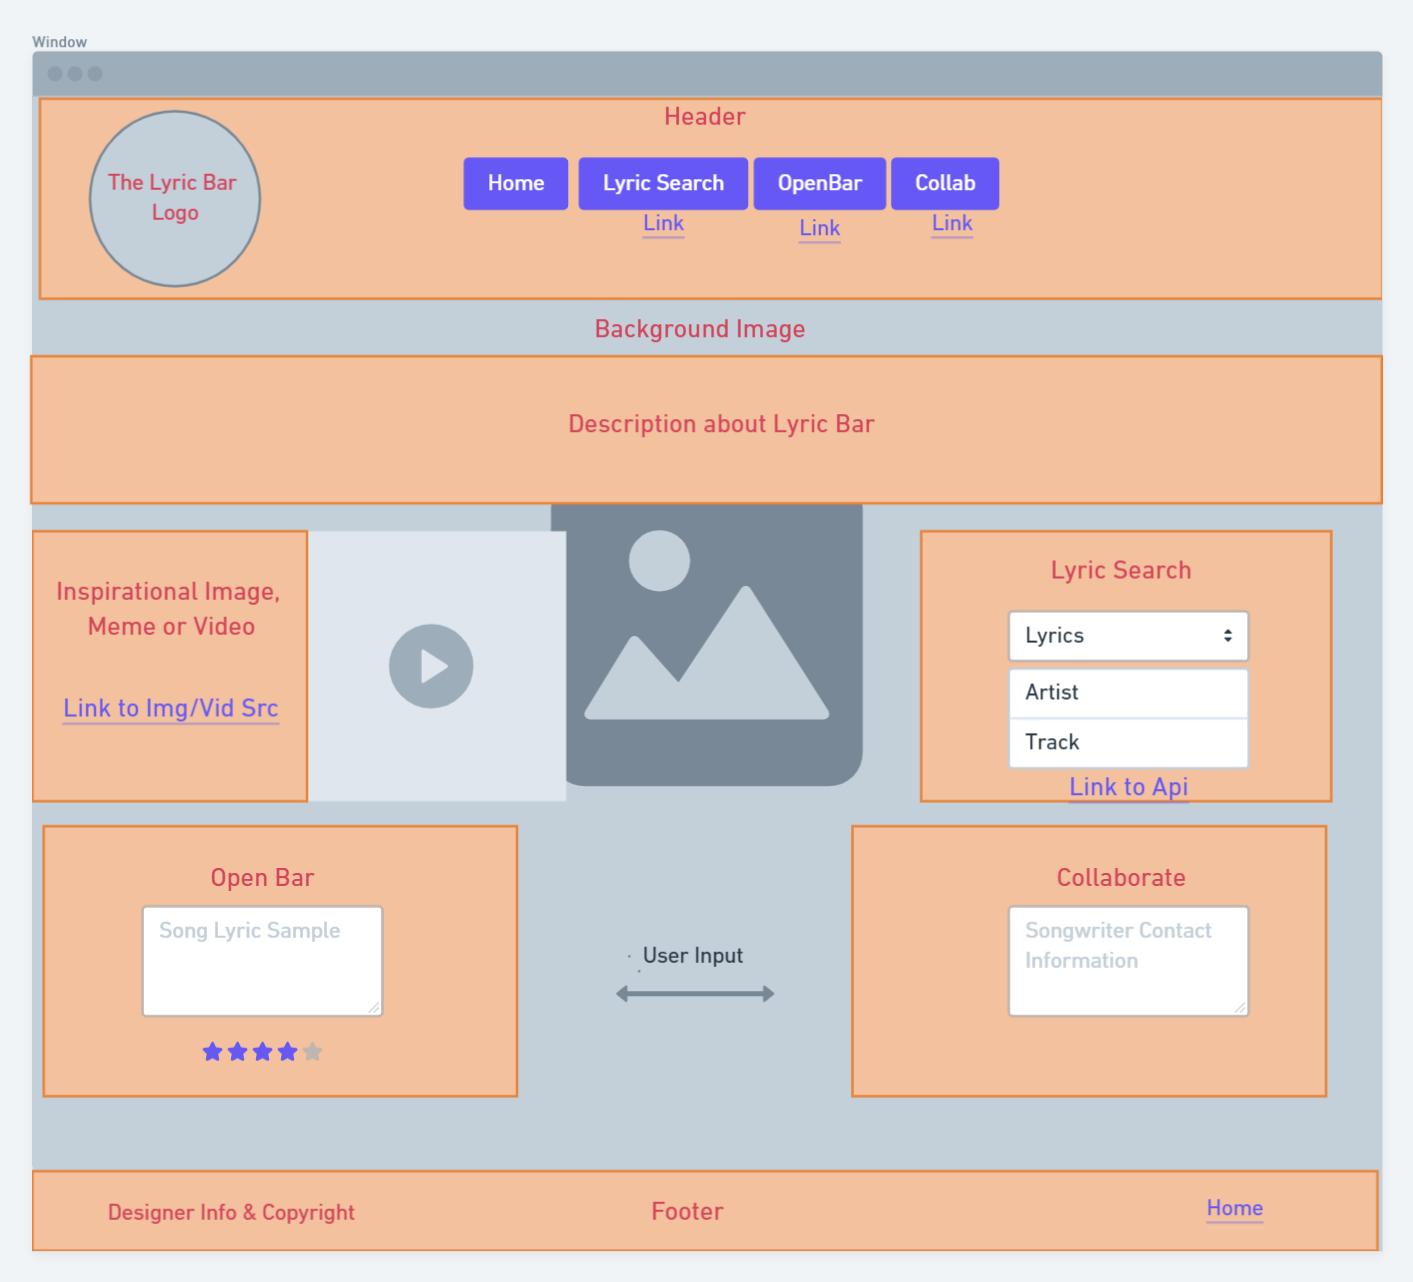 Window
Header
The Lyric Bar
Logo
Home
Lyric Search
OpenBar
Collab
Link
Link
Link
Background Image
Description about Lyric Bar
Inspirational Image,
Meme or Video
Link to Img/Vid Src
Lyric Search
Lyrics
Artist
Track
Link to Api
Open Bar
Song Lyric Sample
User Input
Collaborate
Songwriter Contact
Information
Designer Info & Copyright
Footer
Home